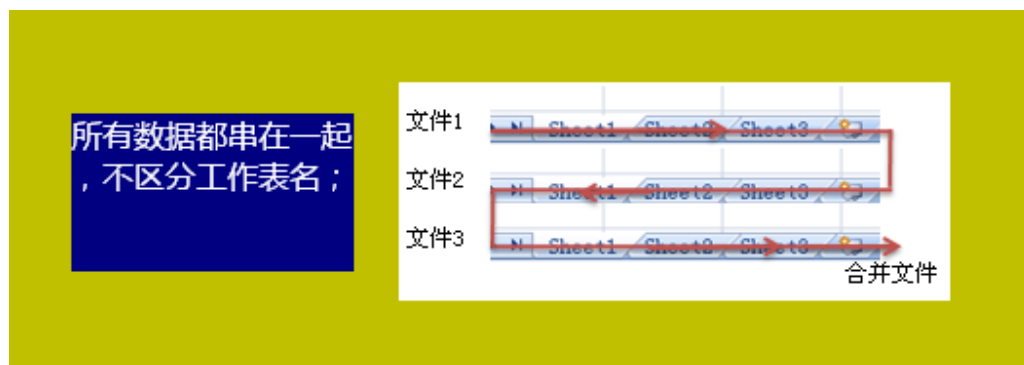 所有数据都串在一起
，不区分工作表名；
文件1
Sheet1 Sheet2 Sheet3
文件2
Sheet1 Sheet2 Sheet3
文件3
Sheet1 Sheet2 Sheet3
合并文件